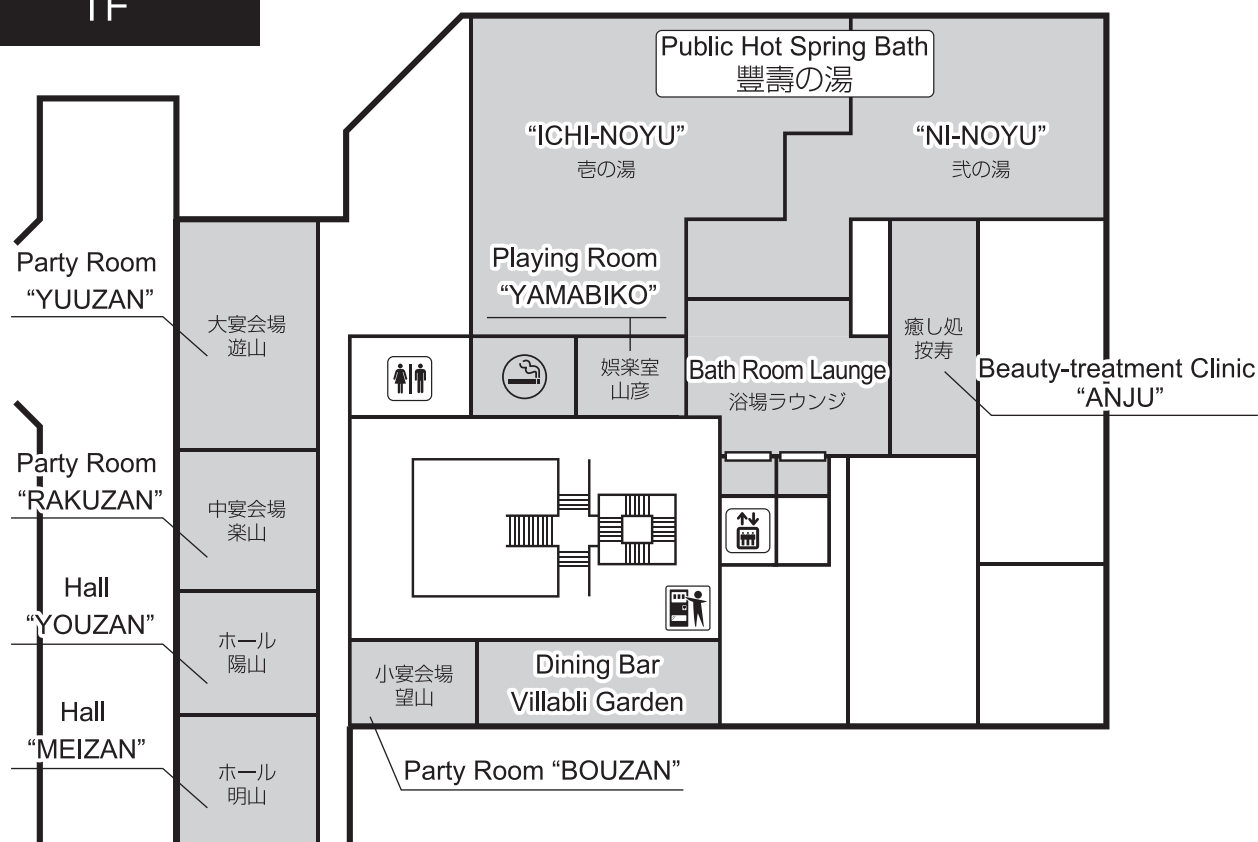 1F
Public Hot Spring Bath
豐壽の湯
“ICHI-NOYU”
壱の湯
“NI-NOYU”
弐の湯
Party Room
“YUUZAN”
大宴会場
遊山
Playing Room
“YAMABIKO”
娯楽室
山彦
Bath Room Launge
浴場ラウンジ
癒し処
按寿
Beauty-treatment Clinic
“ANJU”
Party Room
“RAKUZAN”
中宴会場
楽山
Hall
“YOUZAN”
ホール
陽山
小宴会場
望山
Dining Bar
Villabli Garden
Hall
“MEIZAN”
ホール
明山
Party Room “BOUZAN”